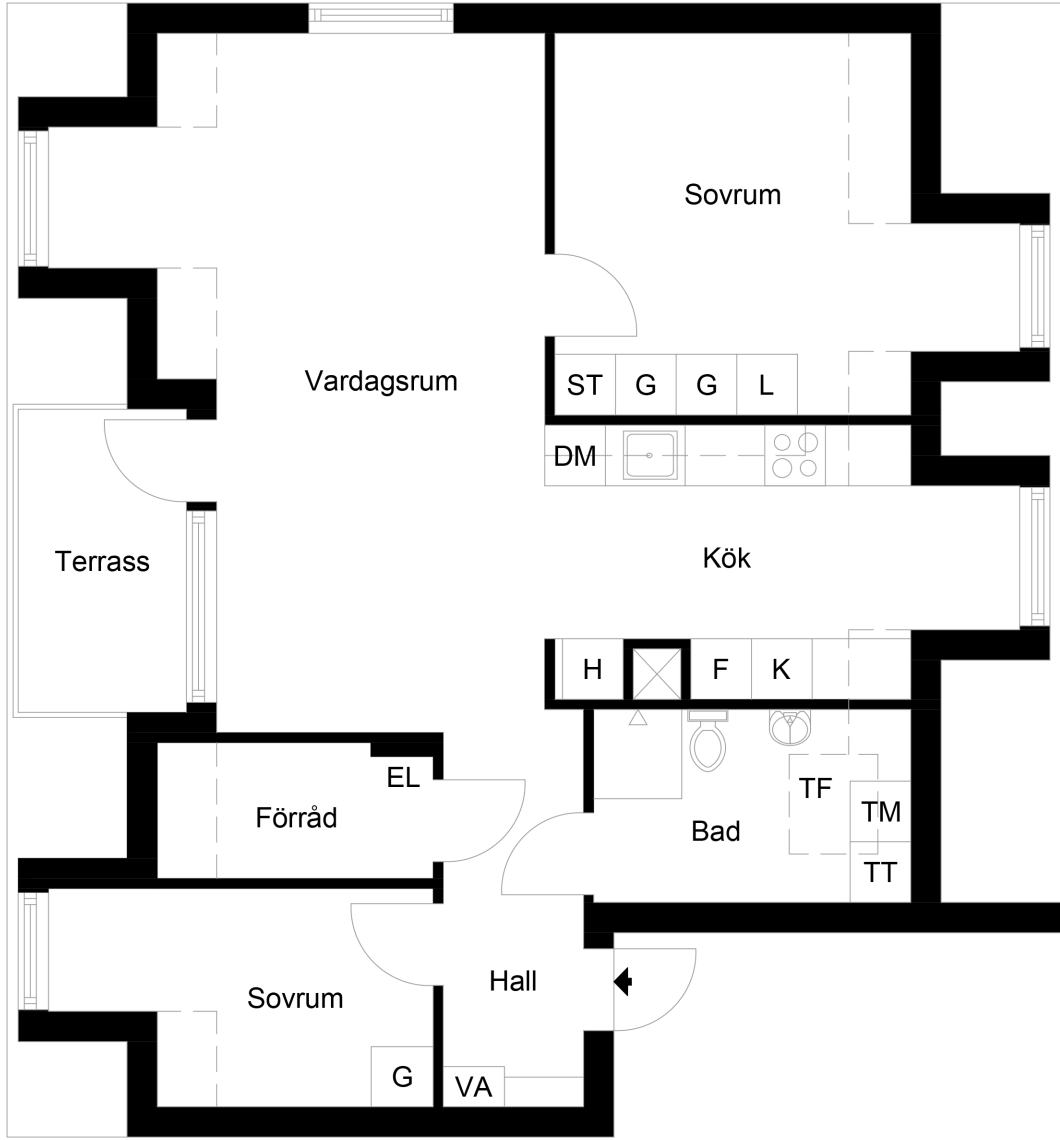 Sovrum
Vardagsrum
ST
G
G
L
DM
Terrass
Kök
H
F
K
EL
TF
Förråd
TM
Bad
TT
Hall
Sovrum
G
VA